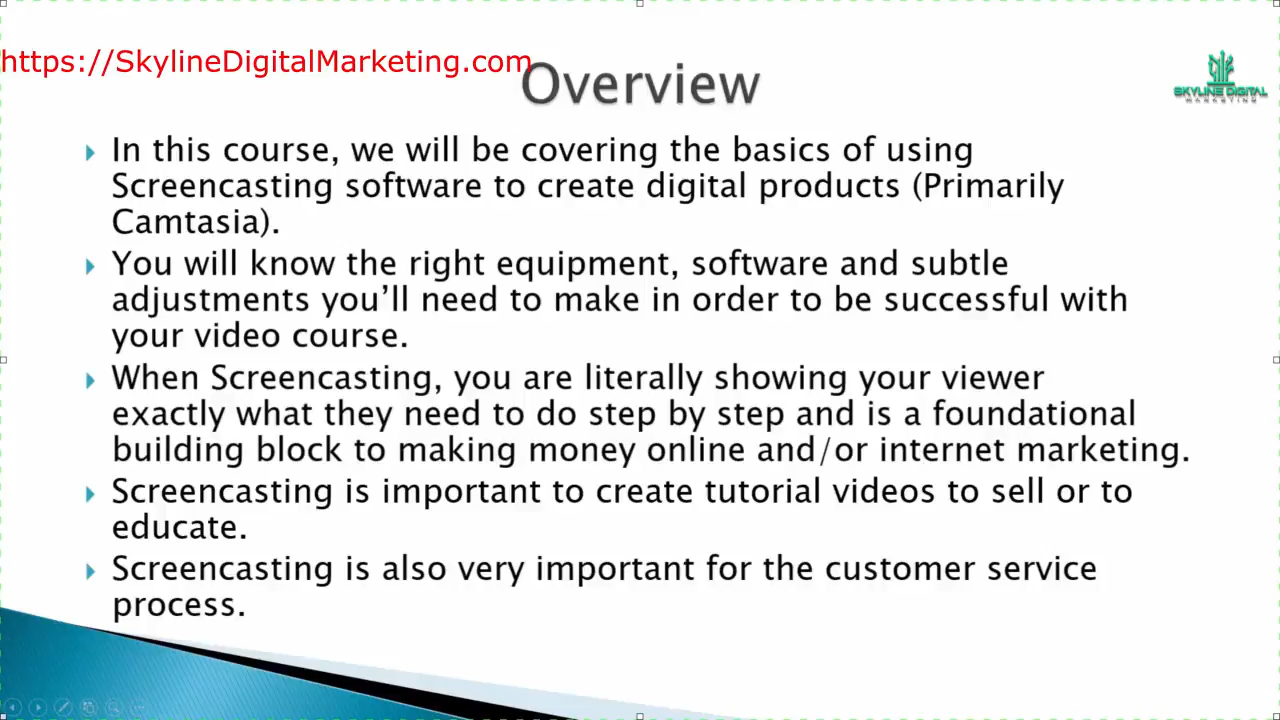 https://SkylineDigitalMarketing.com
Overview
SKYLINE DIGITAL
MARKETING
In this course, we will be covering the basics of using
Screencasting software to create digital products (Primarily
Camtasia).
You will know the right equipment, software and subtle
adjustments you’ll need to make in order to be successful with
your video course.
When Screencasting, you are literally showing your viewer
exactly what they need to do step by step and is a foundational
building block to making money online and/or internet marketing.
Screencasting is important to create tutorial videos to sell or to
educate.
Screencasting is also very important for the customer service
process.